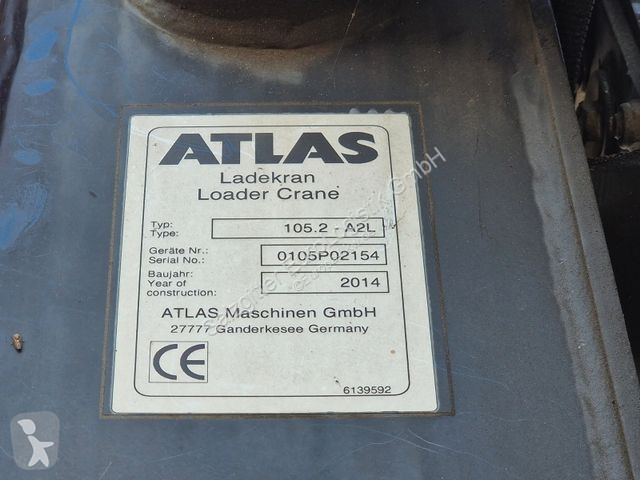 ATLAS
Ladekran
Loader Crane
Typ:
Type:
105.2 - A2L
Geräte Nr.:
Serial No.:
0105P02154
Baujahr:
Year of
construction:
2014
ATLAS Maschinen GmbH
27777 Ganderkesee Germany
CE
6139592